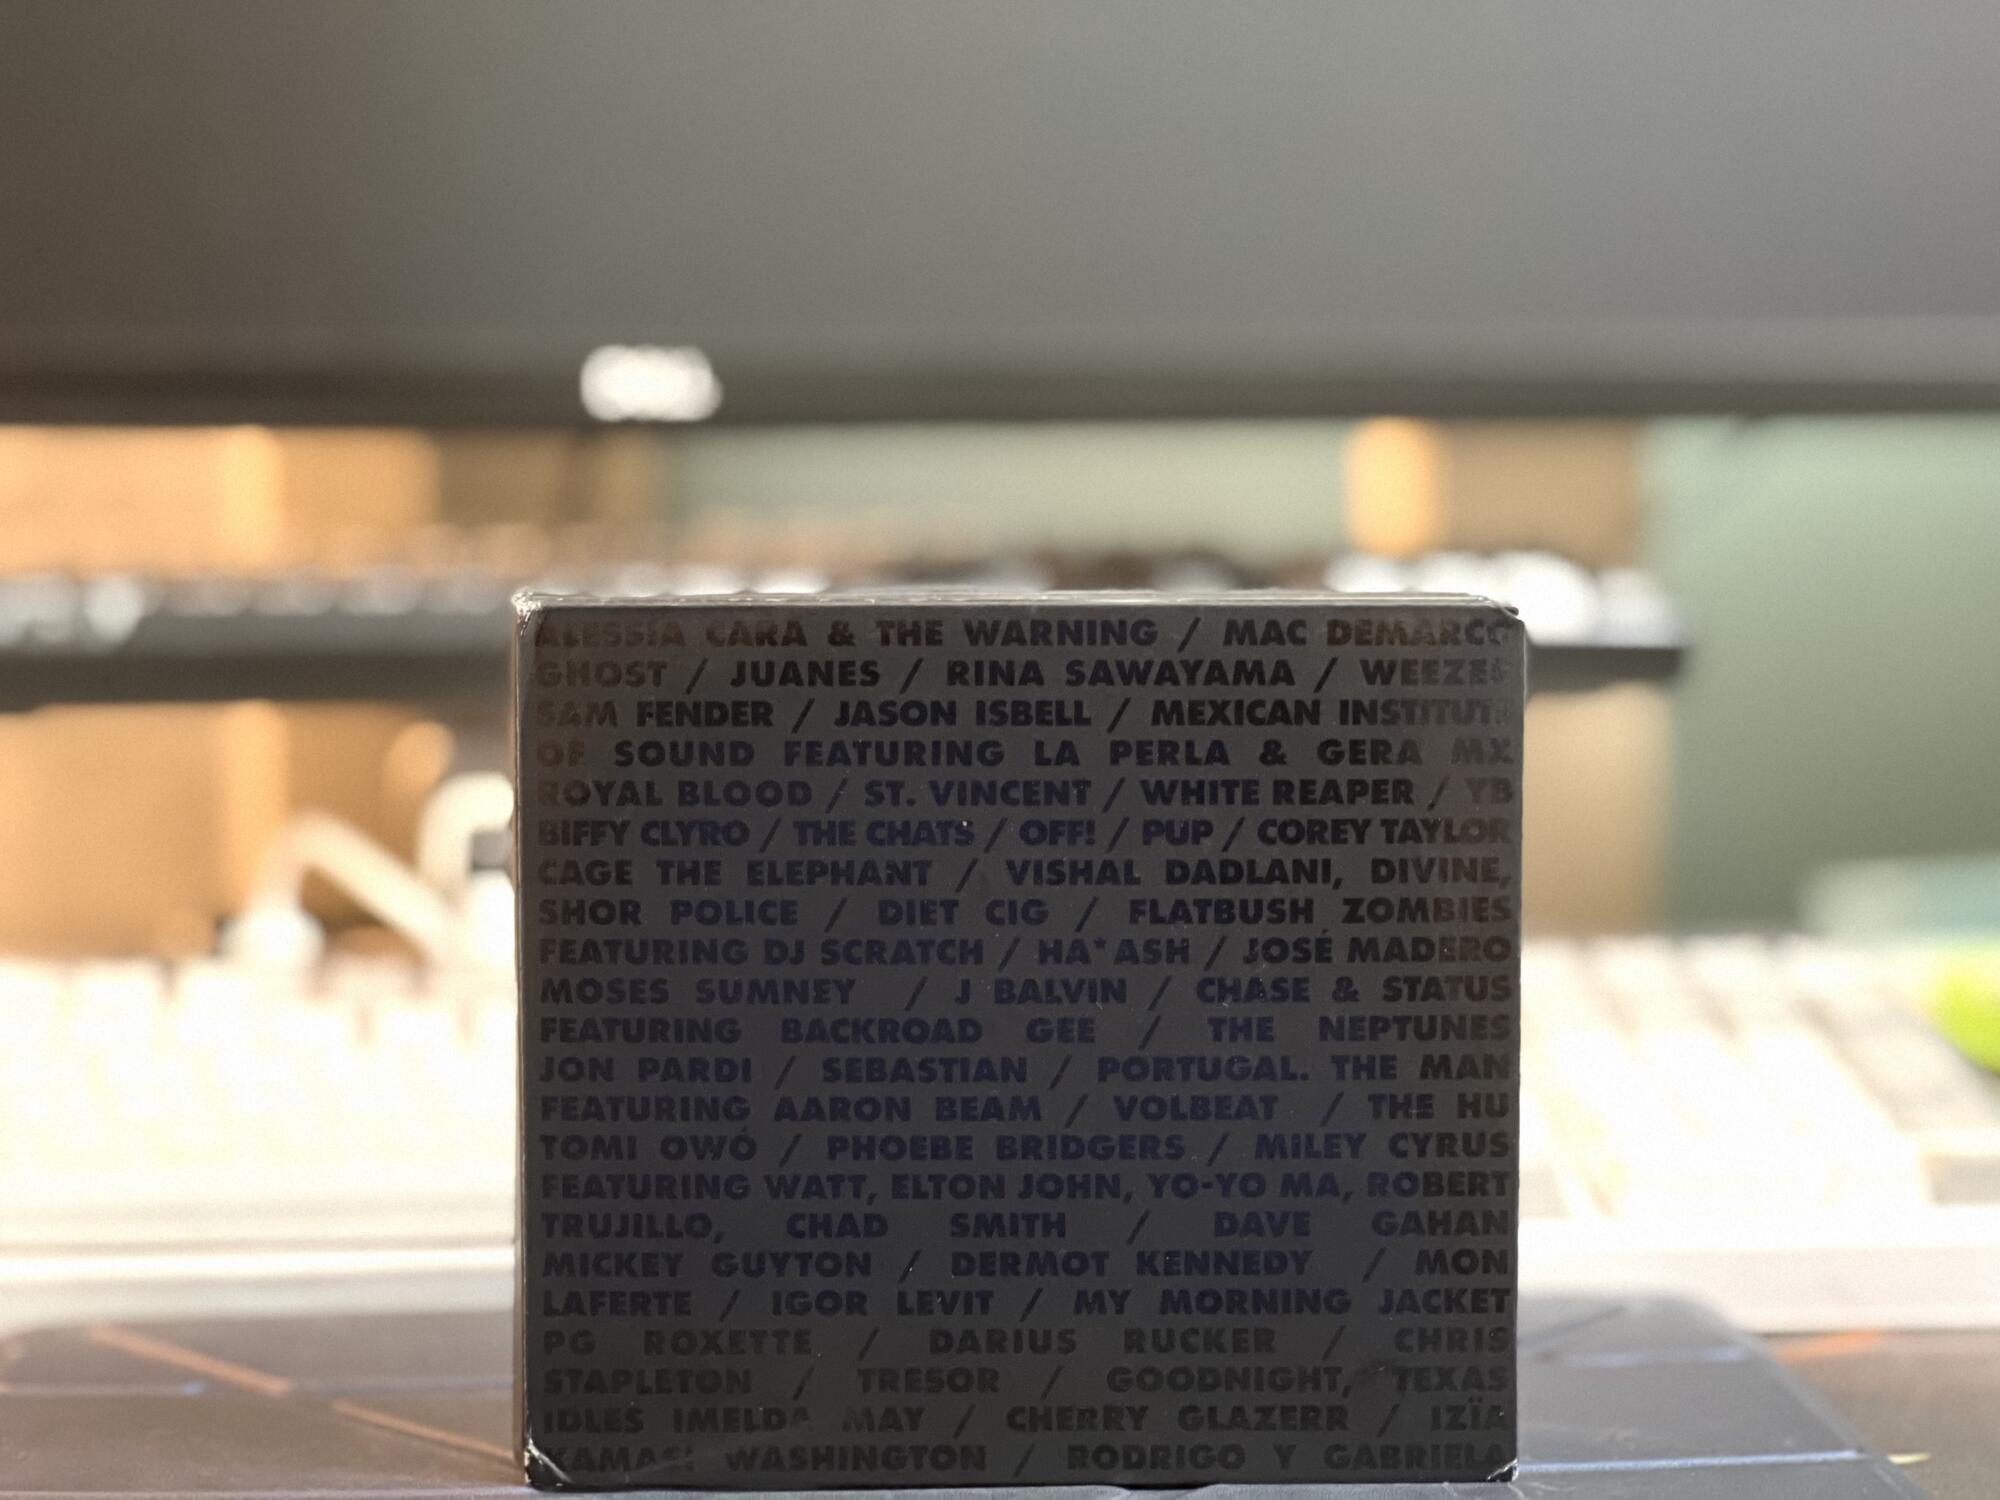 ALESSIA CARA & THE WARNING / MAC DEMARCO
GHOST / JUANES / RINA SAWAYAMA / WEEZER
SAM FENDER / JASON ISBELL / MEXICAN INSTITUTE
OF SOUND FEATURING LA PERLA & GERA MX
ROYAL BLOOD / ST. VINCENT / WHITE REAPER / YB
BIFFY CLYRO / THE CHATS / OFF! / PUP / COREY TAYLOR
CAGE THE ELEPHANT / VISHAL DADLANI, DIVINE,
SHOR POLICE / DIET CIG / FLATBUSH ZOMBIES
FEATURING DJ SCRATCH / HA*ASH / JOSÉ MADERO
MOSES SUMNEY / J BALVIN / CHASE & STATUS
FEATURING BACKROAD GEE / THE NEPTUNES
JON PARDI / SEBASTIAN / PORTUGAL. THE MAN
FEATURING AARON BEAM / VOLBEAT / THE HU
TOMI OWÓ / PHOEBE BRIDGERS / MILEY CYRUS
FEATURING WATT, ELTON JOHN, YO-YO MA, ROBERT
TRUJILLO, CHAD SMITH / DAVE GAHAN
MICKEY GUYTON / DERMOT KENNEDY / MON
LAFERTE / IGOR LEVIT / MY MORNING JACKET
PG ROXETTE / DARIUS RUCKER / CHRIS
STAPLETON / TRESOR / GOODNIGHT, TEXAS
IDLES IMELDA MAY / CHERRY GLAZERR / IZÏA
KAMASI WASHINGTON / RODRIGO Y GABRIELA